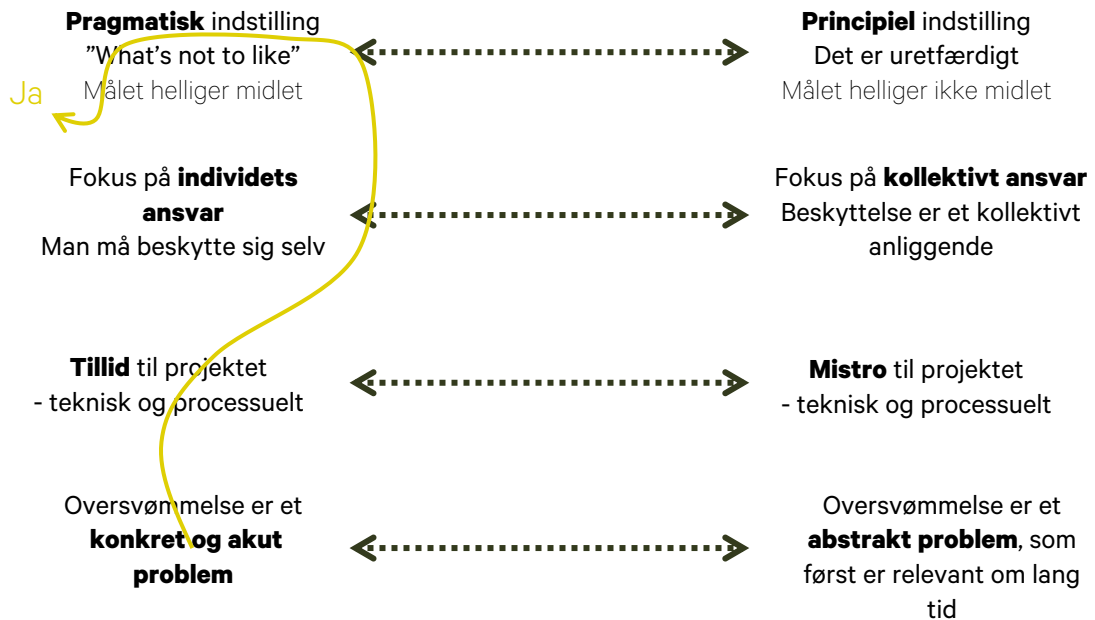 Pragmatisk indstilling
"What's not to like"
Målet helliger midlet
Ja
Principiel indstilling
Det er uretfærdigt
Målet helliger ikke midlet
Fokus på individets
ansvar
Man må beskytte sig selv
Fokus på kollektivt ansvar
Beskyttelse er et kollektivt
anliggende
Tillid til projektet
- teknisk og processuelt
Mistro til projektet
- teknisk og processuelt
Oversvømmelse er et
konkret og akut
problem
Oversvømmelse er et
abstrakt problem, som
først er relevant om lang
tid